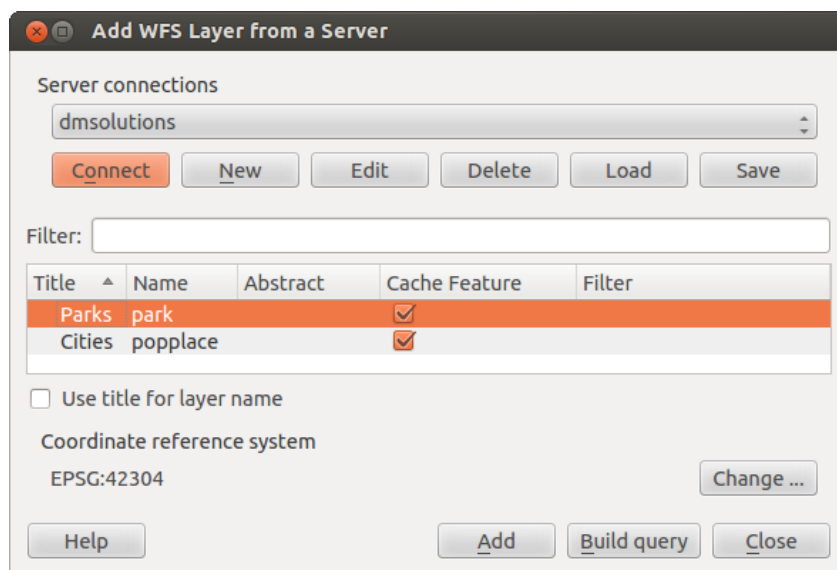 Add WFS Layer from a Server
Server connections
dmsolutions
Connect New Edit Delete Load Save
Filter:
Title Name Abstract Cache Feature Filter
Parks park
Cities popplace
Use title for layer name
Coordinate reference system
EPSG:42304 Change ...
Help Add Build query Close